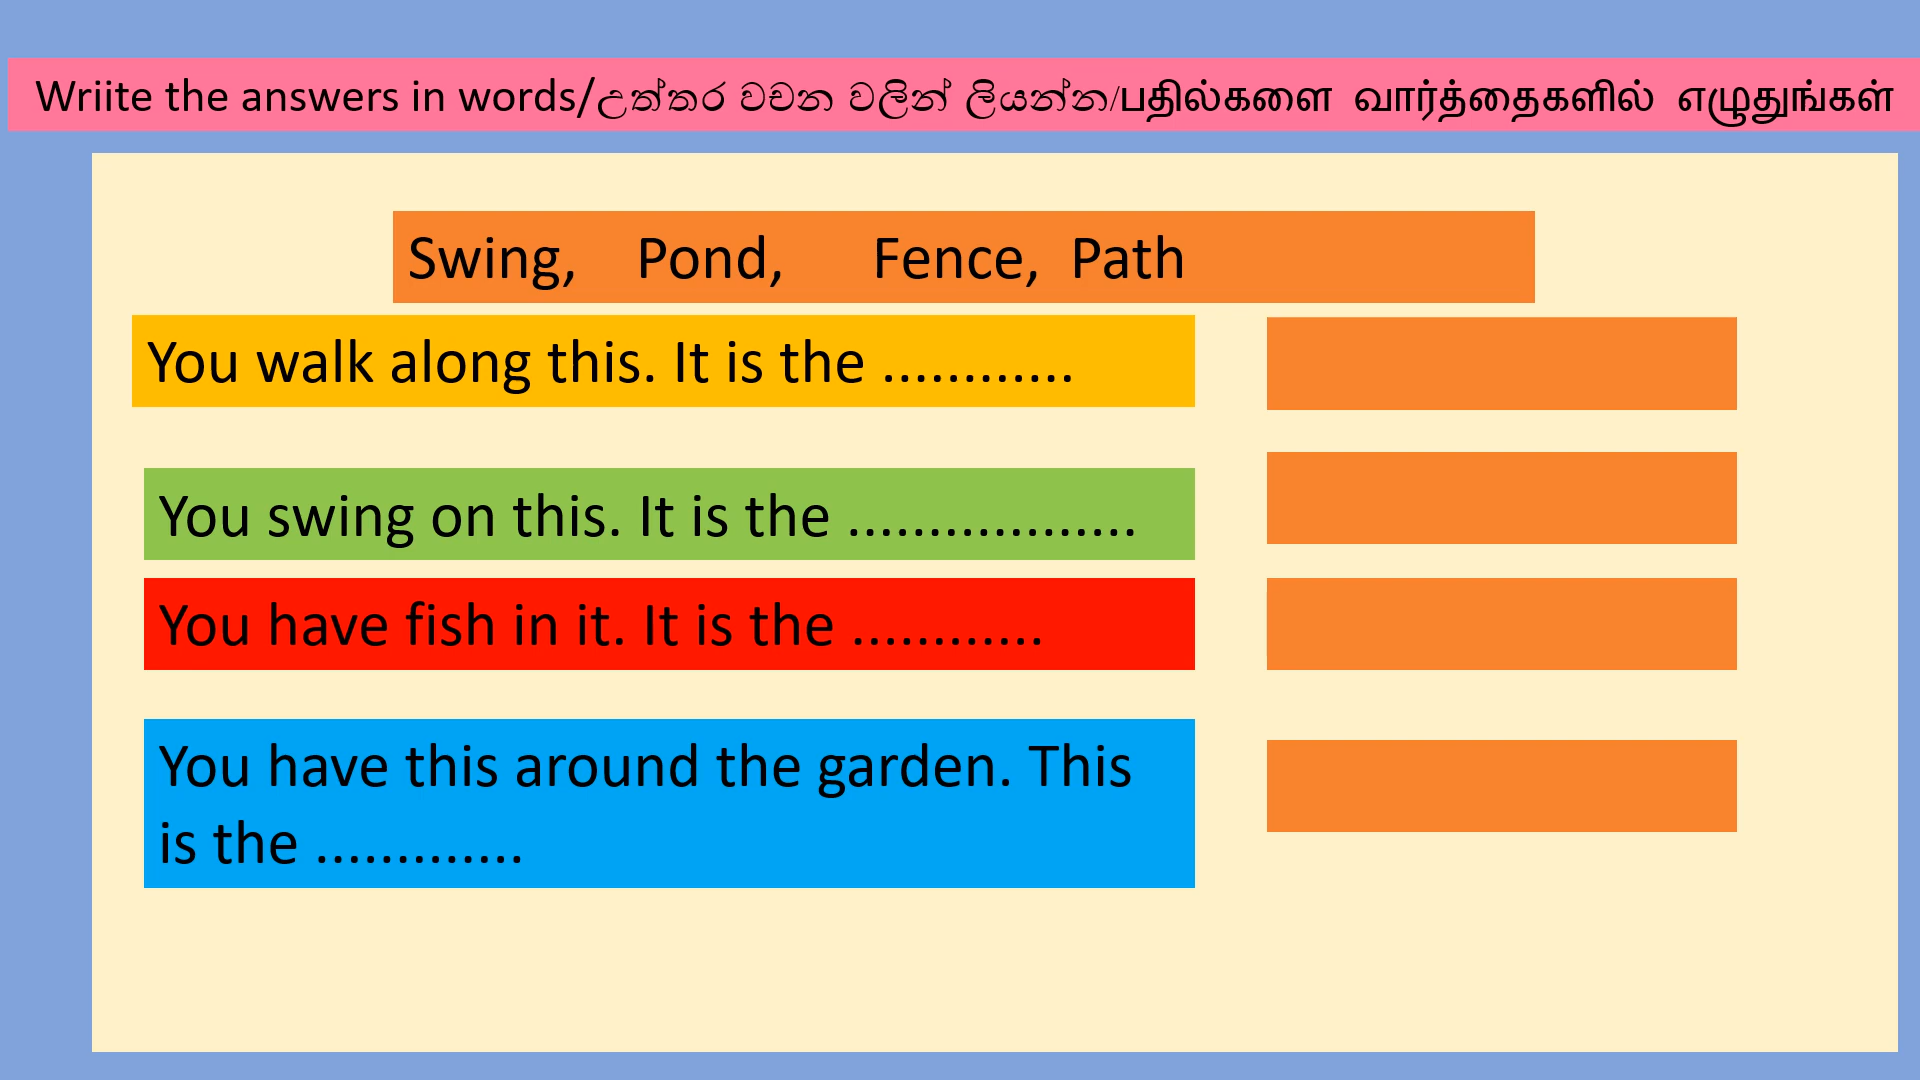 Wriite the answers in words/උත්තර වචන වලින් ලියන්න/பதில்களை வார்த்தைகளில் எழுதுங்கள்
Swing, Pond, Fence, Path
You walk along this. It is the ............
You swing on this. It is the ..................
You have fish in it. It is the ............
You have this around the garden. This
is the .............